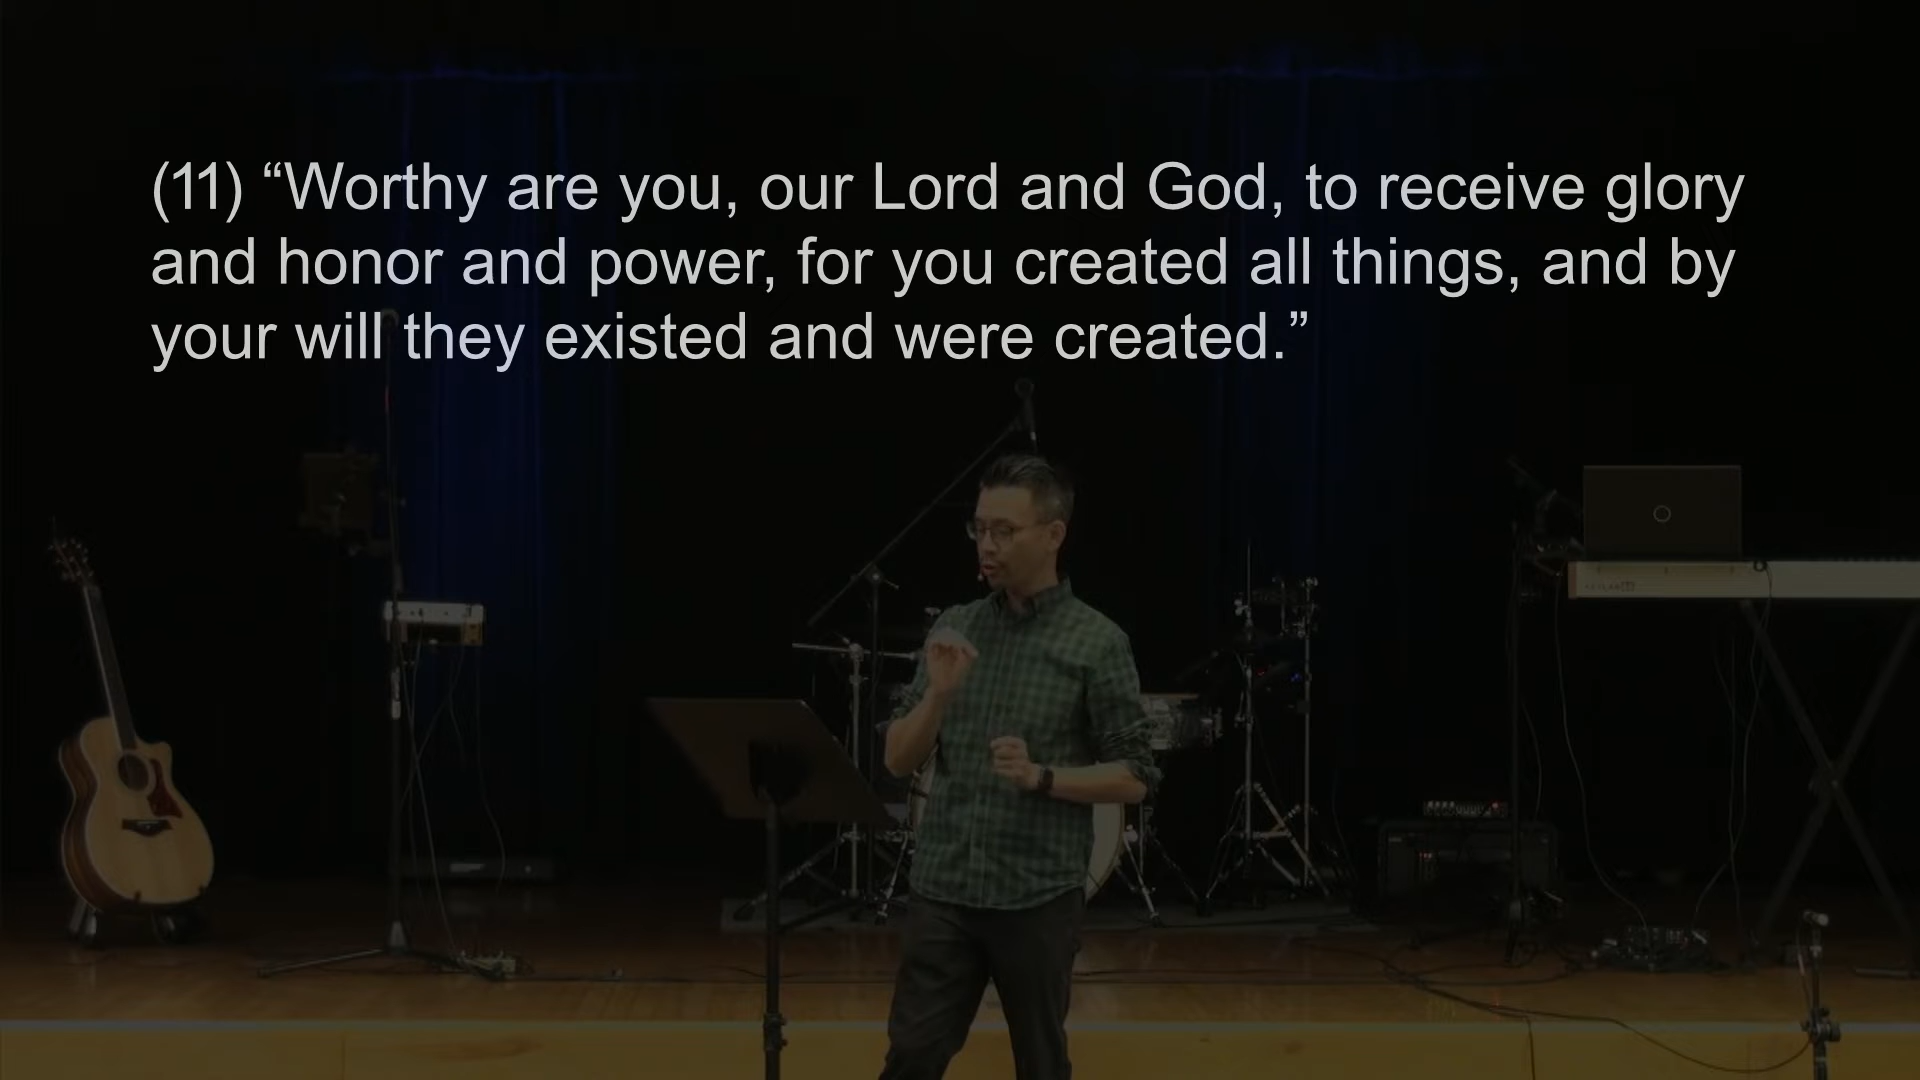 (11) “Worthy are you, our Lord and God, to receive glory
and honor and power, for you created all things, and by
your will they existed and were created.”